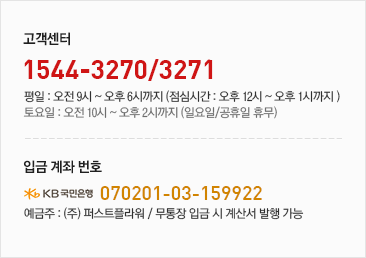 고객센터
1544-3270/3271
평일 : 오전 9시 ~ 오후 6시까지 (점심시간 : 오후 12시 ~ 오후 1시까지 )
토요일 : 오전 10시 ~ 오후 2시까지 (일요일/공휴일 휴무)
입금 계좌 번호
KB국민은행 070201-03-159922
예금주 : (주) 퍼스트플라워 / 무통장 입금 시 계산서 발행 가능